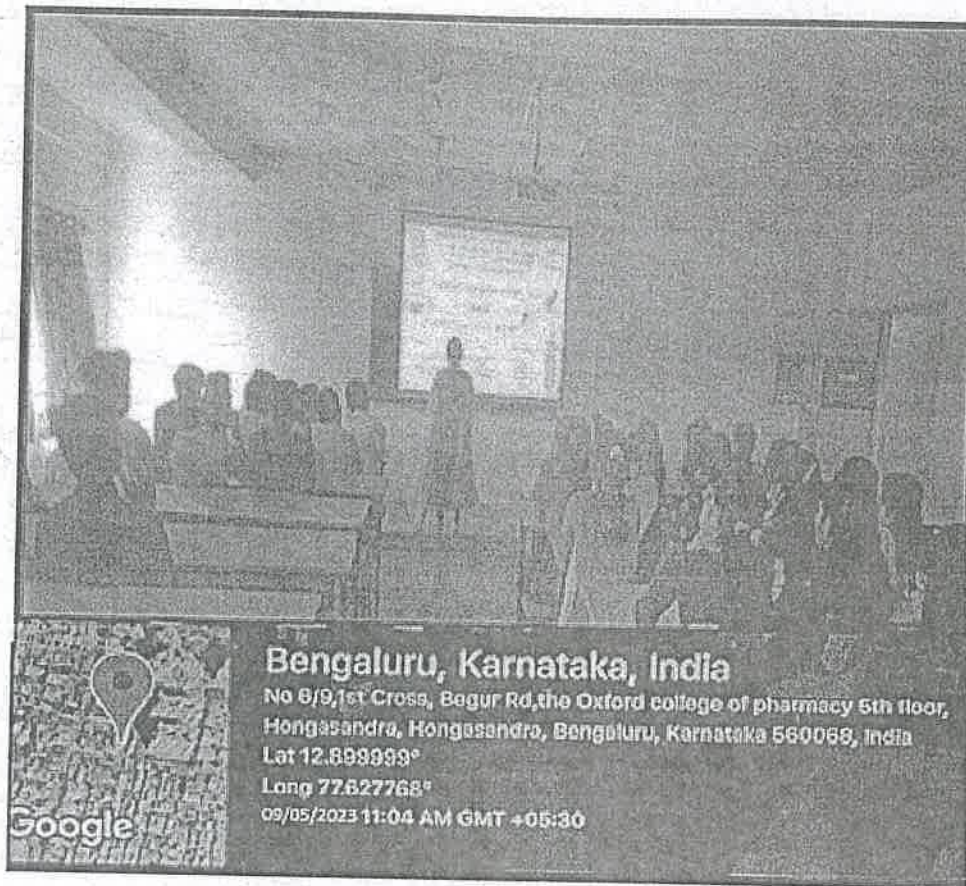 Bengaluru, Karnataka, India
No 6/9,1st Cross, Begur Rd,the Oxford college of pharmacy 5th floor,
Hongasandra, Hongasandra, Bengaluru, Karnataka 560068, India
Lat 12.899999°
Long 77.627768°
09/05/2023 11:04 AM GMT +05:30
Google